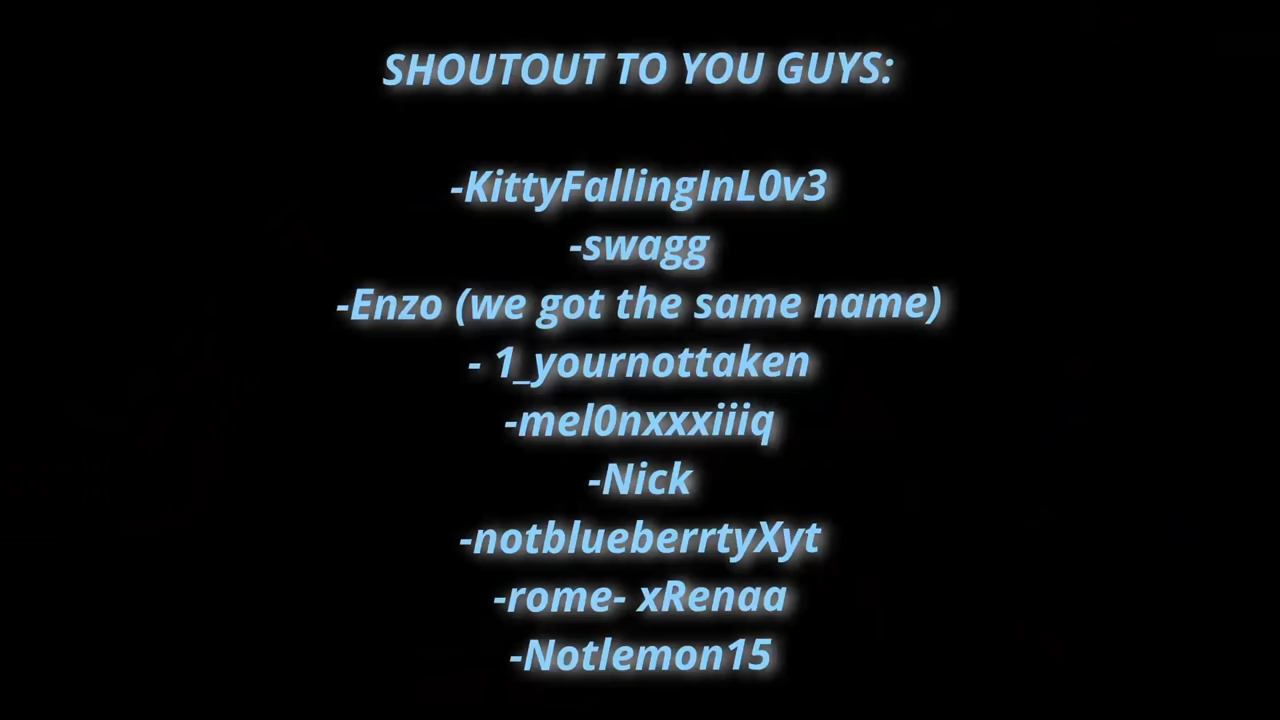 SHOUTOUT TO YOU GUYS:
-KittyFallingInL0v3
-swagg
-Enzo (we got the same name)
- 1_yournottaken
-mel0nxxxiiiq
-Nick
-notblueberrtyXyt
-rome- xRenaa
-Notlemon15